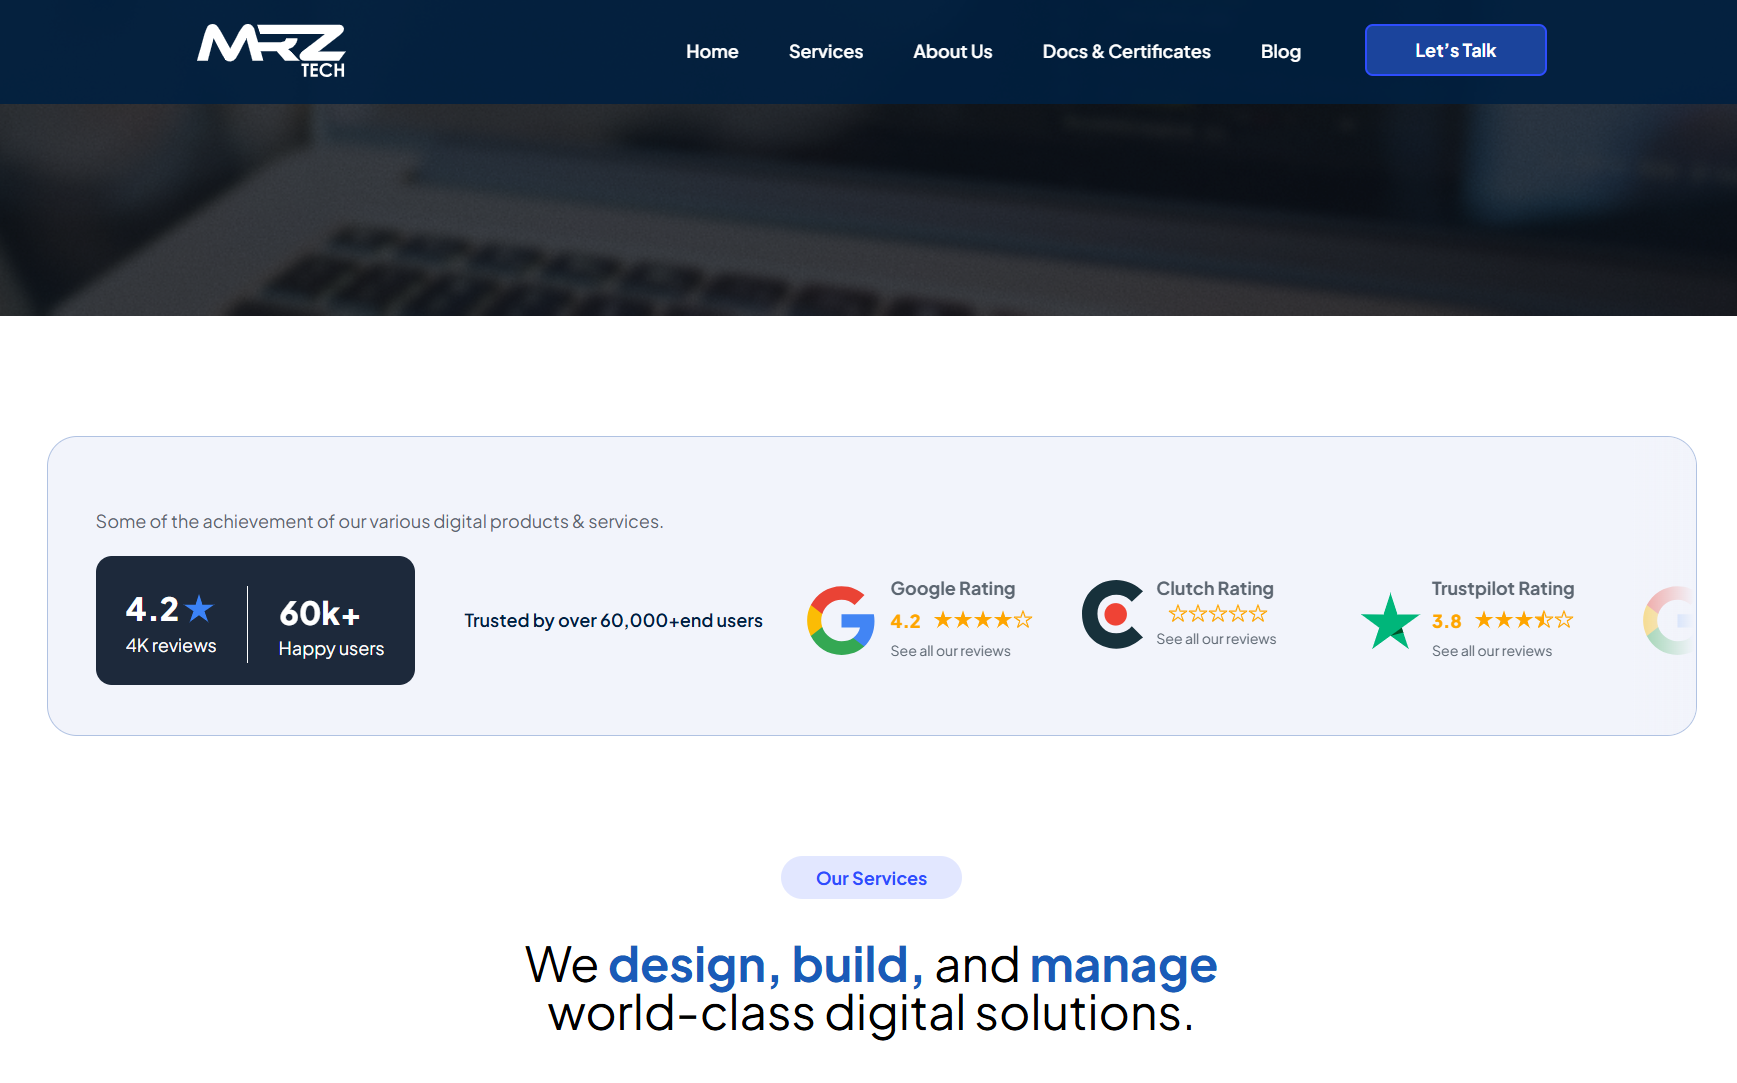 MRZ
TECH
Home
Services
About Us
Docs & Certificates
Blog
Let's Talk
Some of the achievement of our various digital products & services.
4.2
4K reviews
60k+
Happy users
Trusted by over 60,000+end users
Google Rating
4.2
See all our reviews
Clutch Rating
See all our reviews
Trustpilot Rating
3.8
See all our reviews
Our Services
We design, build, and manage
world-class digital solutions.